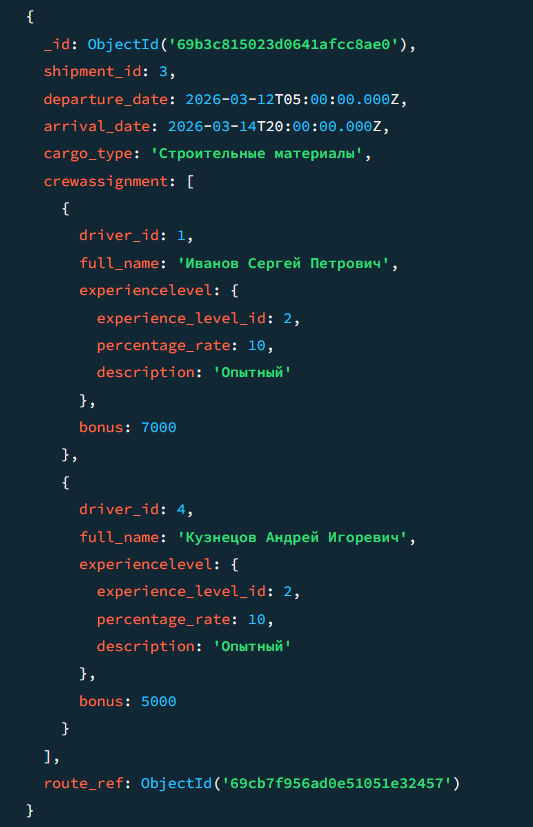 {
_id: ObjectId('69b3c815023d0641afcc8ae0'),
shipment_id: 3,
departure_date: 2026-03-12T05:00:00.000Z,
arrival_date: 2026-03-14T20:00:00.000Z,
cargo_type: 'Строительные материалы',
crewassignment: [
{
driver_id: 1,
full_name: 'Иванов Сергей Петрович',
experiencelevel: {
experience_level_id: 2,
percentage_rate: 10,
description: 'Опытный'
},
bonus: 7000
},
{
driver_id: 4,
full_name: 'Кузнецов Андрей Игоревич',
experiencelevel: {
experience_level_id: 2,
percentage_rate: 10,
description: 'Опытный'
},
bonus: 5000
}
],
route_ref: ObjectId('69cb7f956ad0e51051e32457')
}